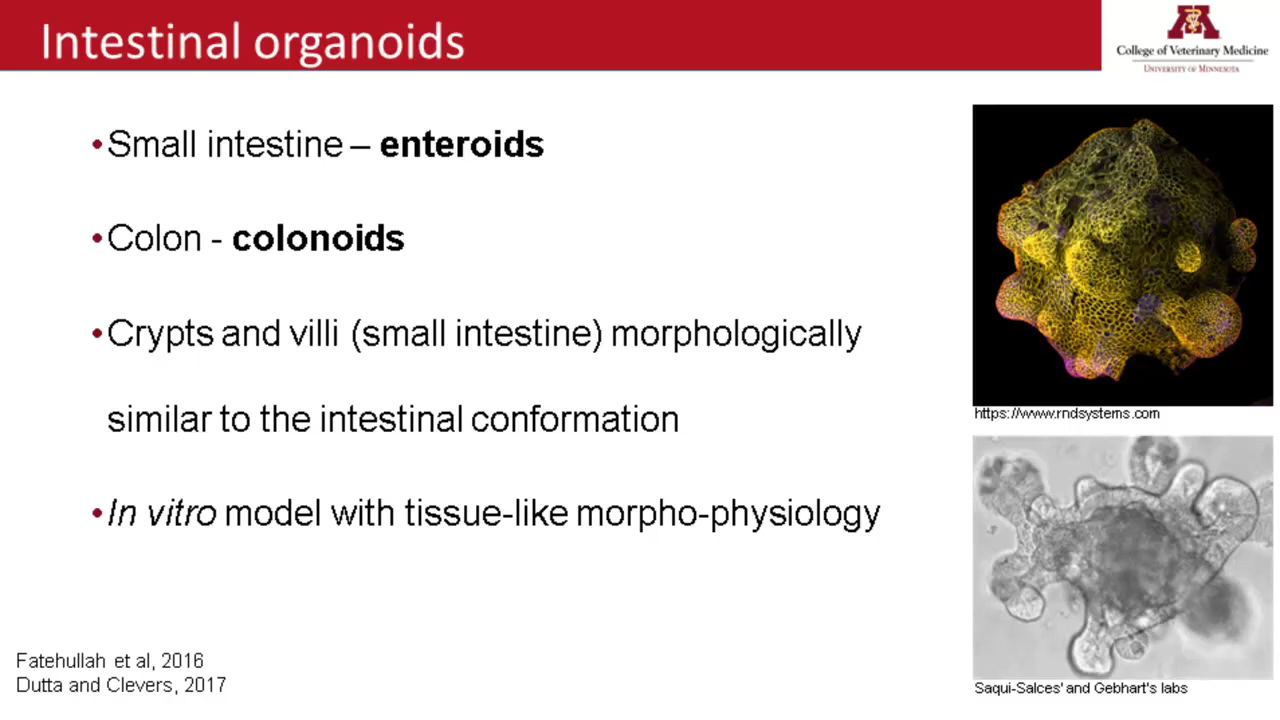 Intestinal organoids
M
College of Veterinary Medicine
UNIVERSITY OF MINNESOTA
•Small intestine – enteroids
•Colon - colonoids
•Crypts and villi (small intestine) morphologically
similar to the intestinal conformation
•In vitro model with tissue-like morpho-physiology
https://www.rndsystems.com
Saqui-Salces' and Gebhart's labs
Fatehullah et al, 2016
Dutta and Clevers, 2017